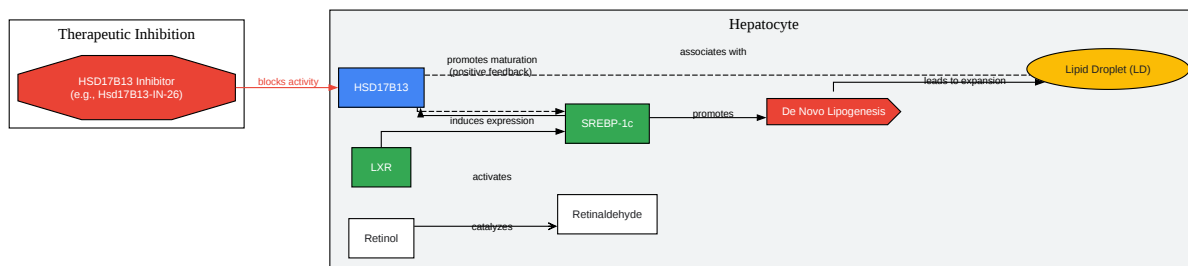 Therapeutic Inhibition
HSD17B13 Inhibitor
(e.g., Hsd17B13-IN-26)
blocks activity
Hepatocyte
HSD17B13
promotes maturation
(positive feedback)
associates with
Lipid Droplet (LD)
leads to expansion
induces expression
SREBP-1c
promotes
De Novo Lipogenesis
LXR
activates
Retinol
catalyzes
Retinaldehyde